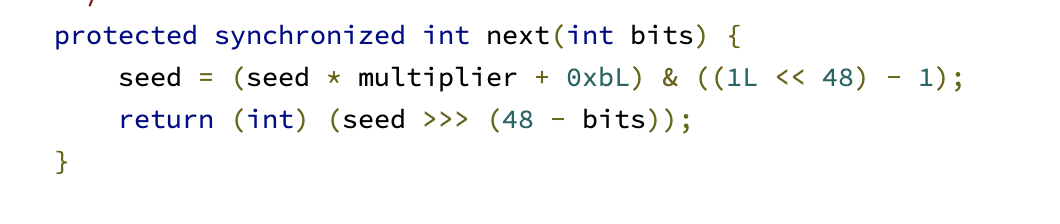 protected synchronized int next(int bits) {
    seed = (seed * multiplier + 0xbL) & ((1L << 48) - 1);
    return (int) (seed >>> (48 - bits));
}